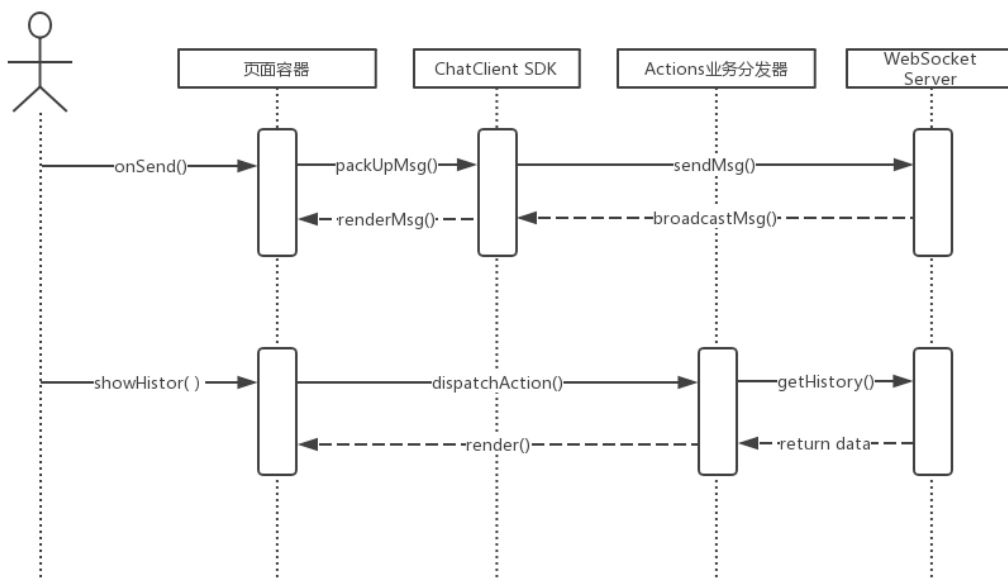 页面容器
ChatClient SDK
Actions业务分发器
WebSocket
Server
onSend()
packUpMsg()
sendMsg()
renderMsg()
broadcastMsg()
showHistor( )
dispatchAction()
getHistory()
render()
return data